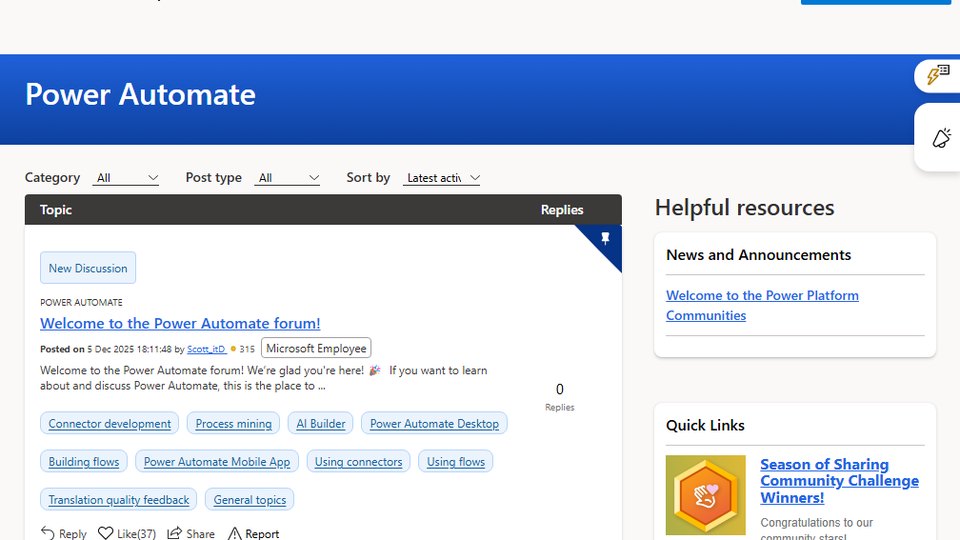 Power Automate
Category All Post type All Sort by Latest activ
Topic Replies
New Discussion
POWER AUTOMATE
Welcome to the Power Automate forum!
Posted on 5 Dec 2025 18:11:48 by Scott_itD 315 Microsoft Employee
Welcome to the Power Automate forum! We're glad you're here! 🎉 If you want to learn
about and discuss Power Automate, this is the place to ...
0
Replies
Connector development Process mining AI Builder Power Automate Desktop
Building flows Power Automate Mobile App Using connectors Using flows
Translation quality feedback General topics
Reply Like(37) Share Report
Helpful resources
News and Announcements
Welcome to the Power Platform
Communities
Quick Links
Season of Sharing
Community Challenge
Winners!
Congratulations to our
community stars!